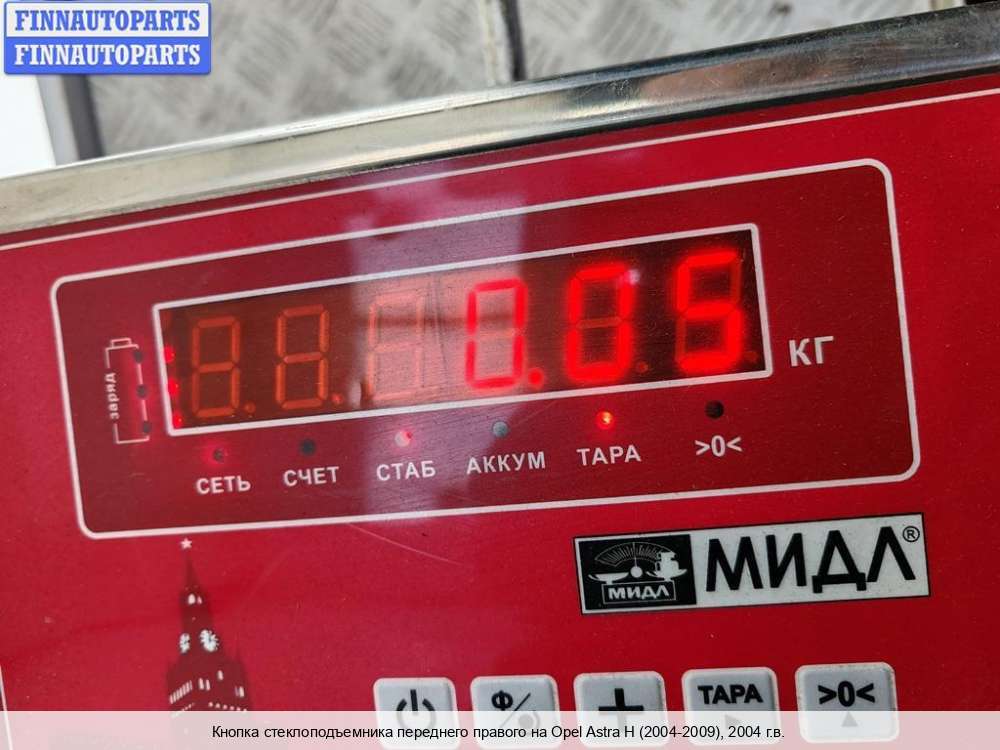 FINNAUTOPARTS
FINNAUTOPARTS
0.05
КГ
заряд
СЕТЬ СЧЕТ СТАБ АККУМ ТАРА >0<
МИДЛ МИДЛ®
Ф/ + ТАРА >0<
Кнопка стеклоподъемника переднего правого на Opel Astra H (2004-2009), 2004 г.в.